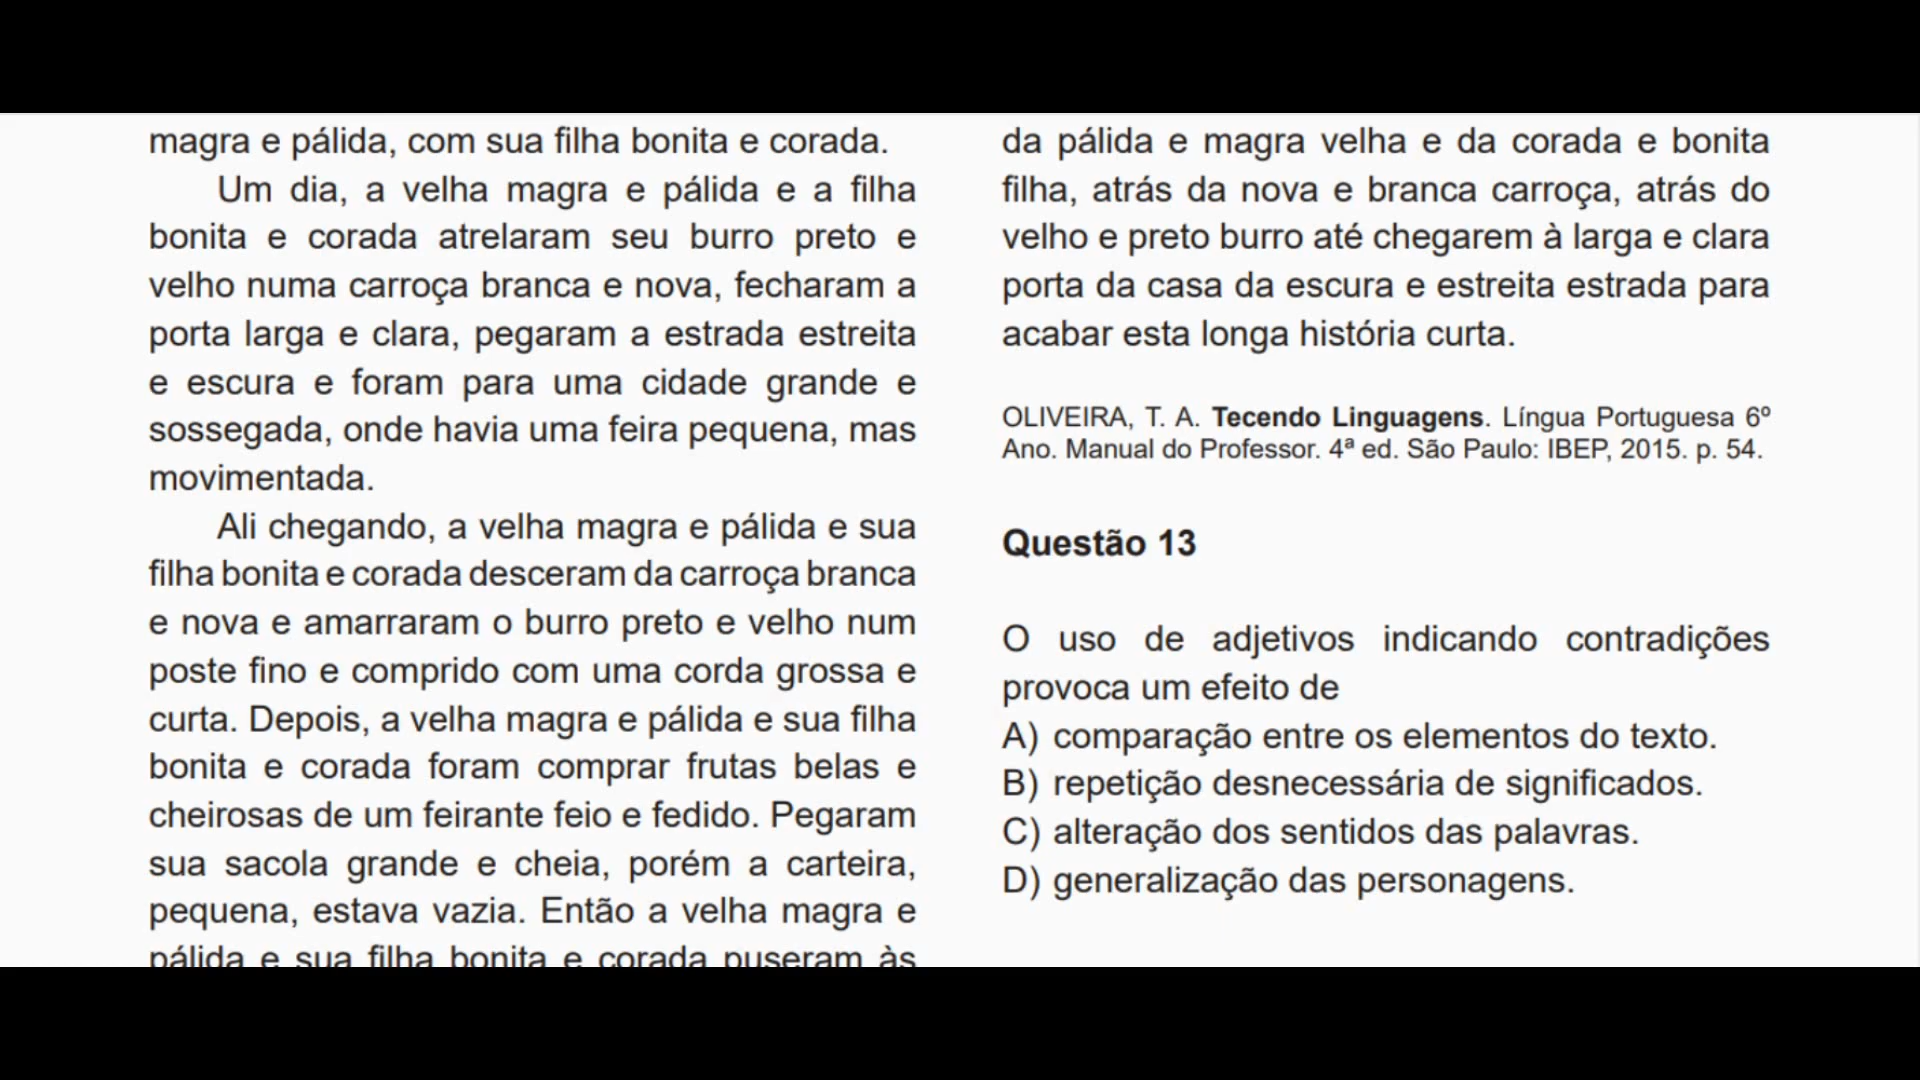 magra e pálida, com sua filha bonita e corada.
Um dia, a velha magra e pálida e a filha
bonita e corada atrelaram seu burro preto e
velho numa carroça branca e nova, fecharam a
porta larga e clara, pegaram a estrada estreita
e escura e foram para uma cidade grande e
sossegada, onde havia uma feira pequena, mas
movimentada.
Ali chegando, a velha magra e pálida e sua
filha bonita e corada desceram da carroça branca
e nova e amarraram o burro preto e velho num
poste fino e comprido com uma corda grossa e
curta. Depois, a velha magra e pálida e sua filha
bonita e corada foram comprar frutas belas e
cheirosas de um feirante feio e fedido. Pegaram
sua sacola grande e cheia, porém a carteira,
pequena, estava vazia. Então a velha magra e
pálida e sua filha bonita e corada puseram às
da pálida e magra velha e da corada e bonita
filha, atrás da nova e branca carroça, atrás do
velho e preto burro até chegarem à larga e clara
porta da casa da escura e estreita estrada para
acabar esta longa história curta.
OLIVEIRA, T. A. Tecendo Linguagens. Língua Portuguesa 6º
Ano. Manual do Professor. 4ª ed. São Paulo: IBEP, 2015. p. 54.
Questão 13
O uso de adjetivos indicando contradições
provoca um efeito de
A) comparação entre os elementos do texto.
B) repetição desnecessária de significados.
C) alteração dos sentidos das palavras.
D) generalização das personagens.